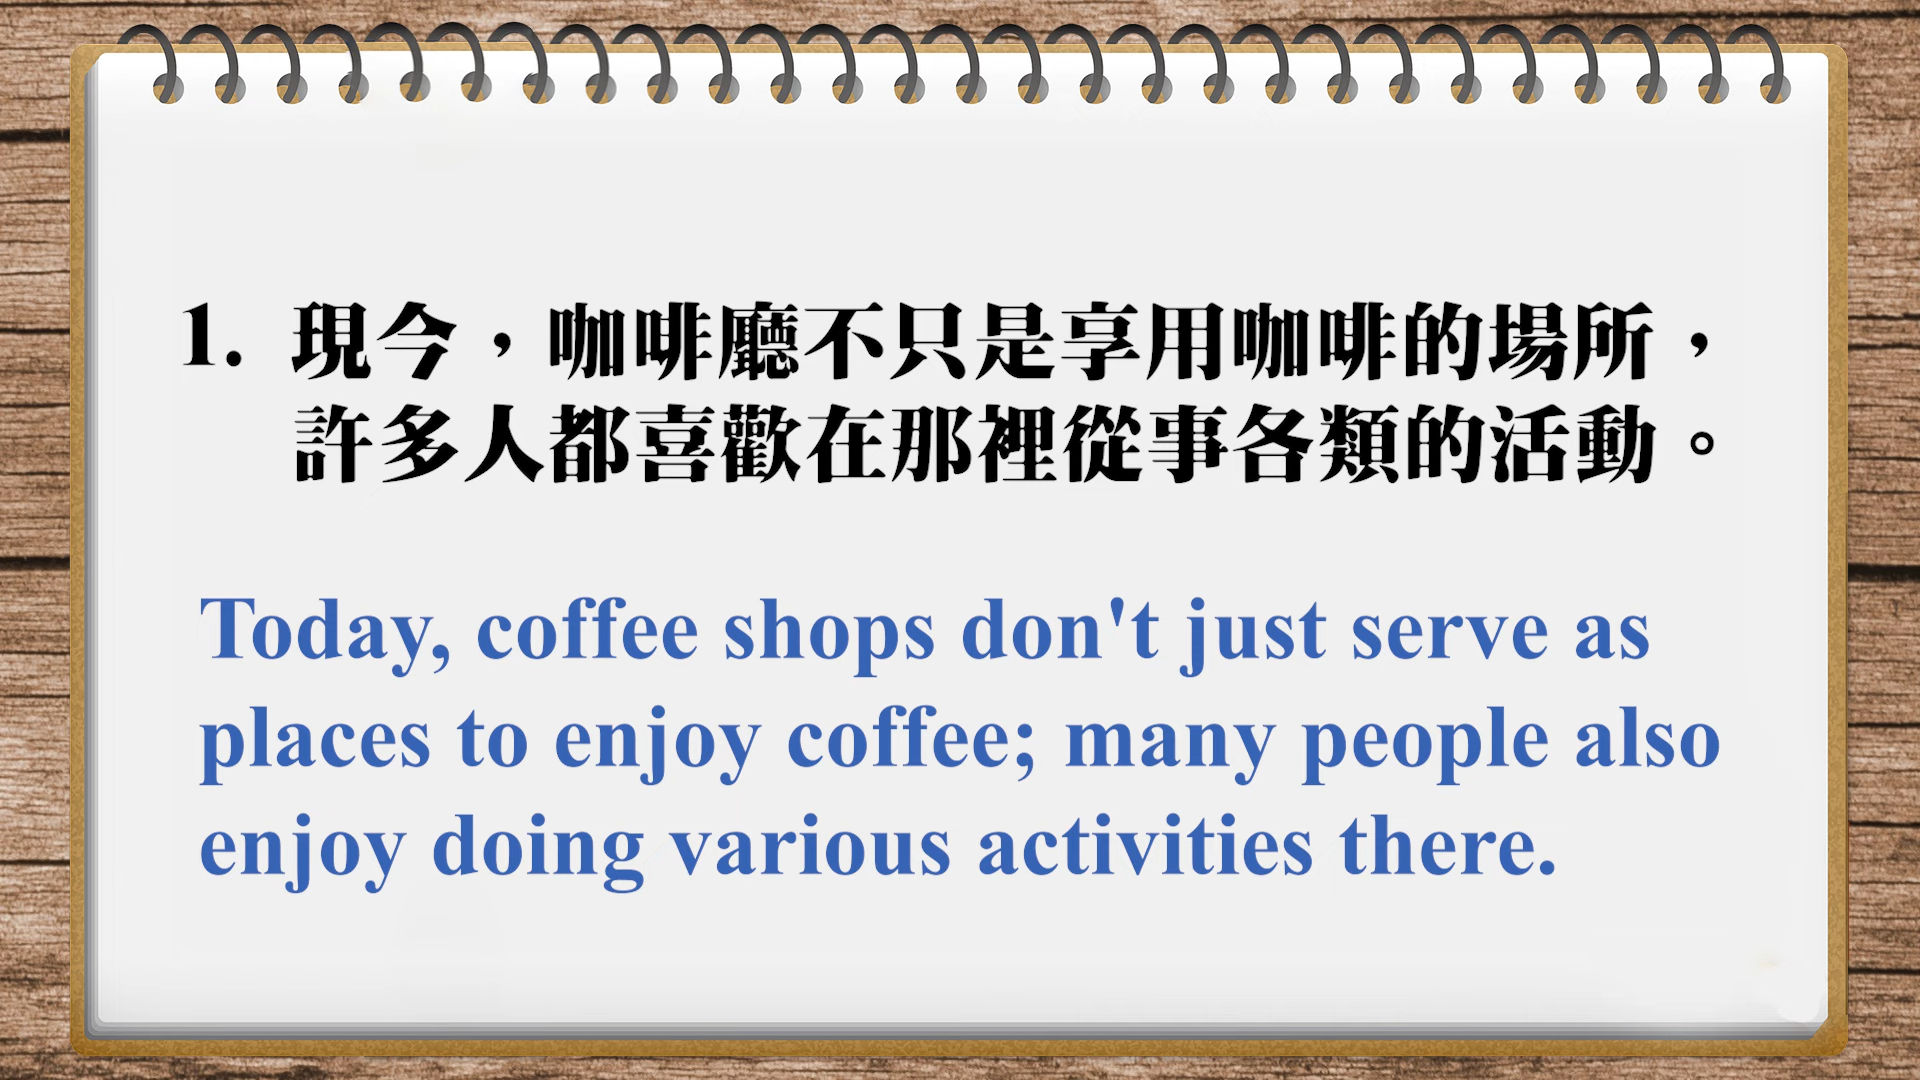 1. 現今，咖啡廳不只是享用咖啡的場所，
許多人都喜歡在那裡從事各類的活動。
Today, coffee shops don't just serve as
places to enjoy coffee; many people also
enjoy doing various activities there.